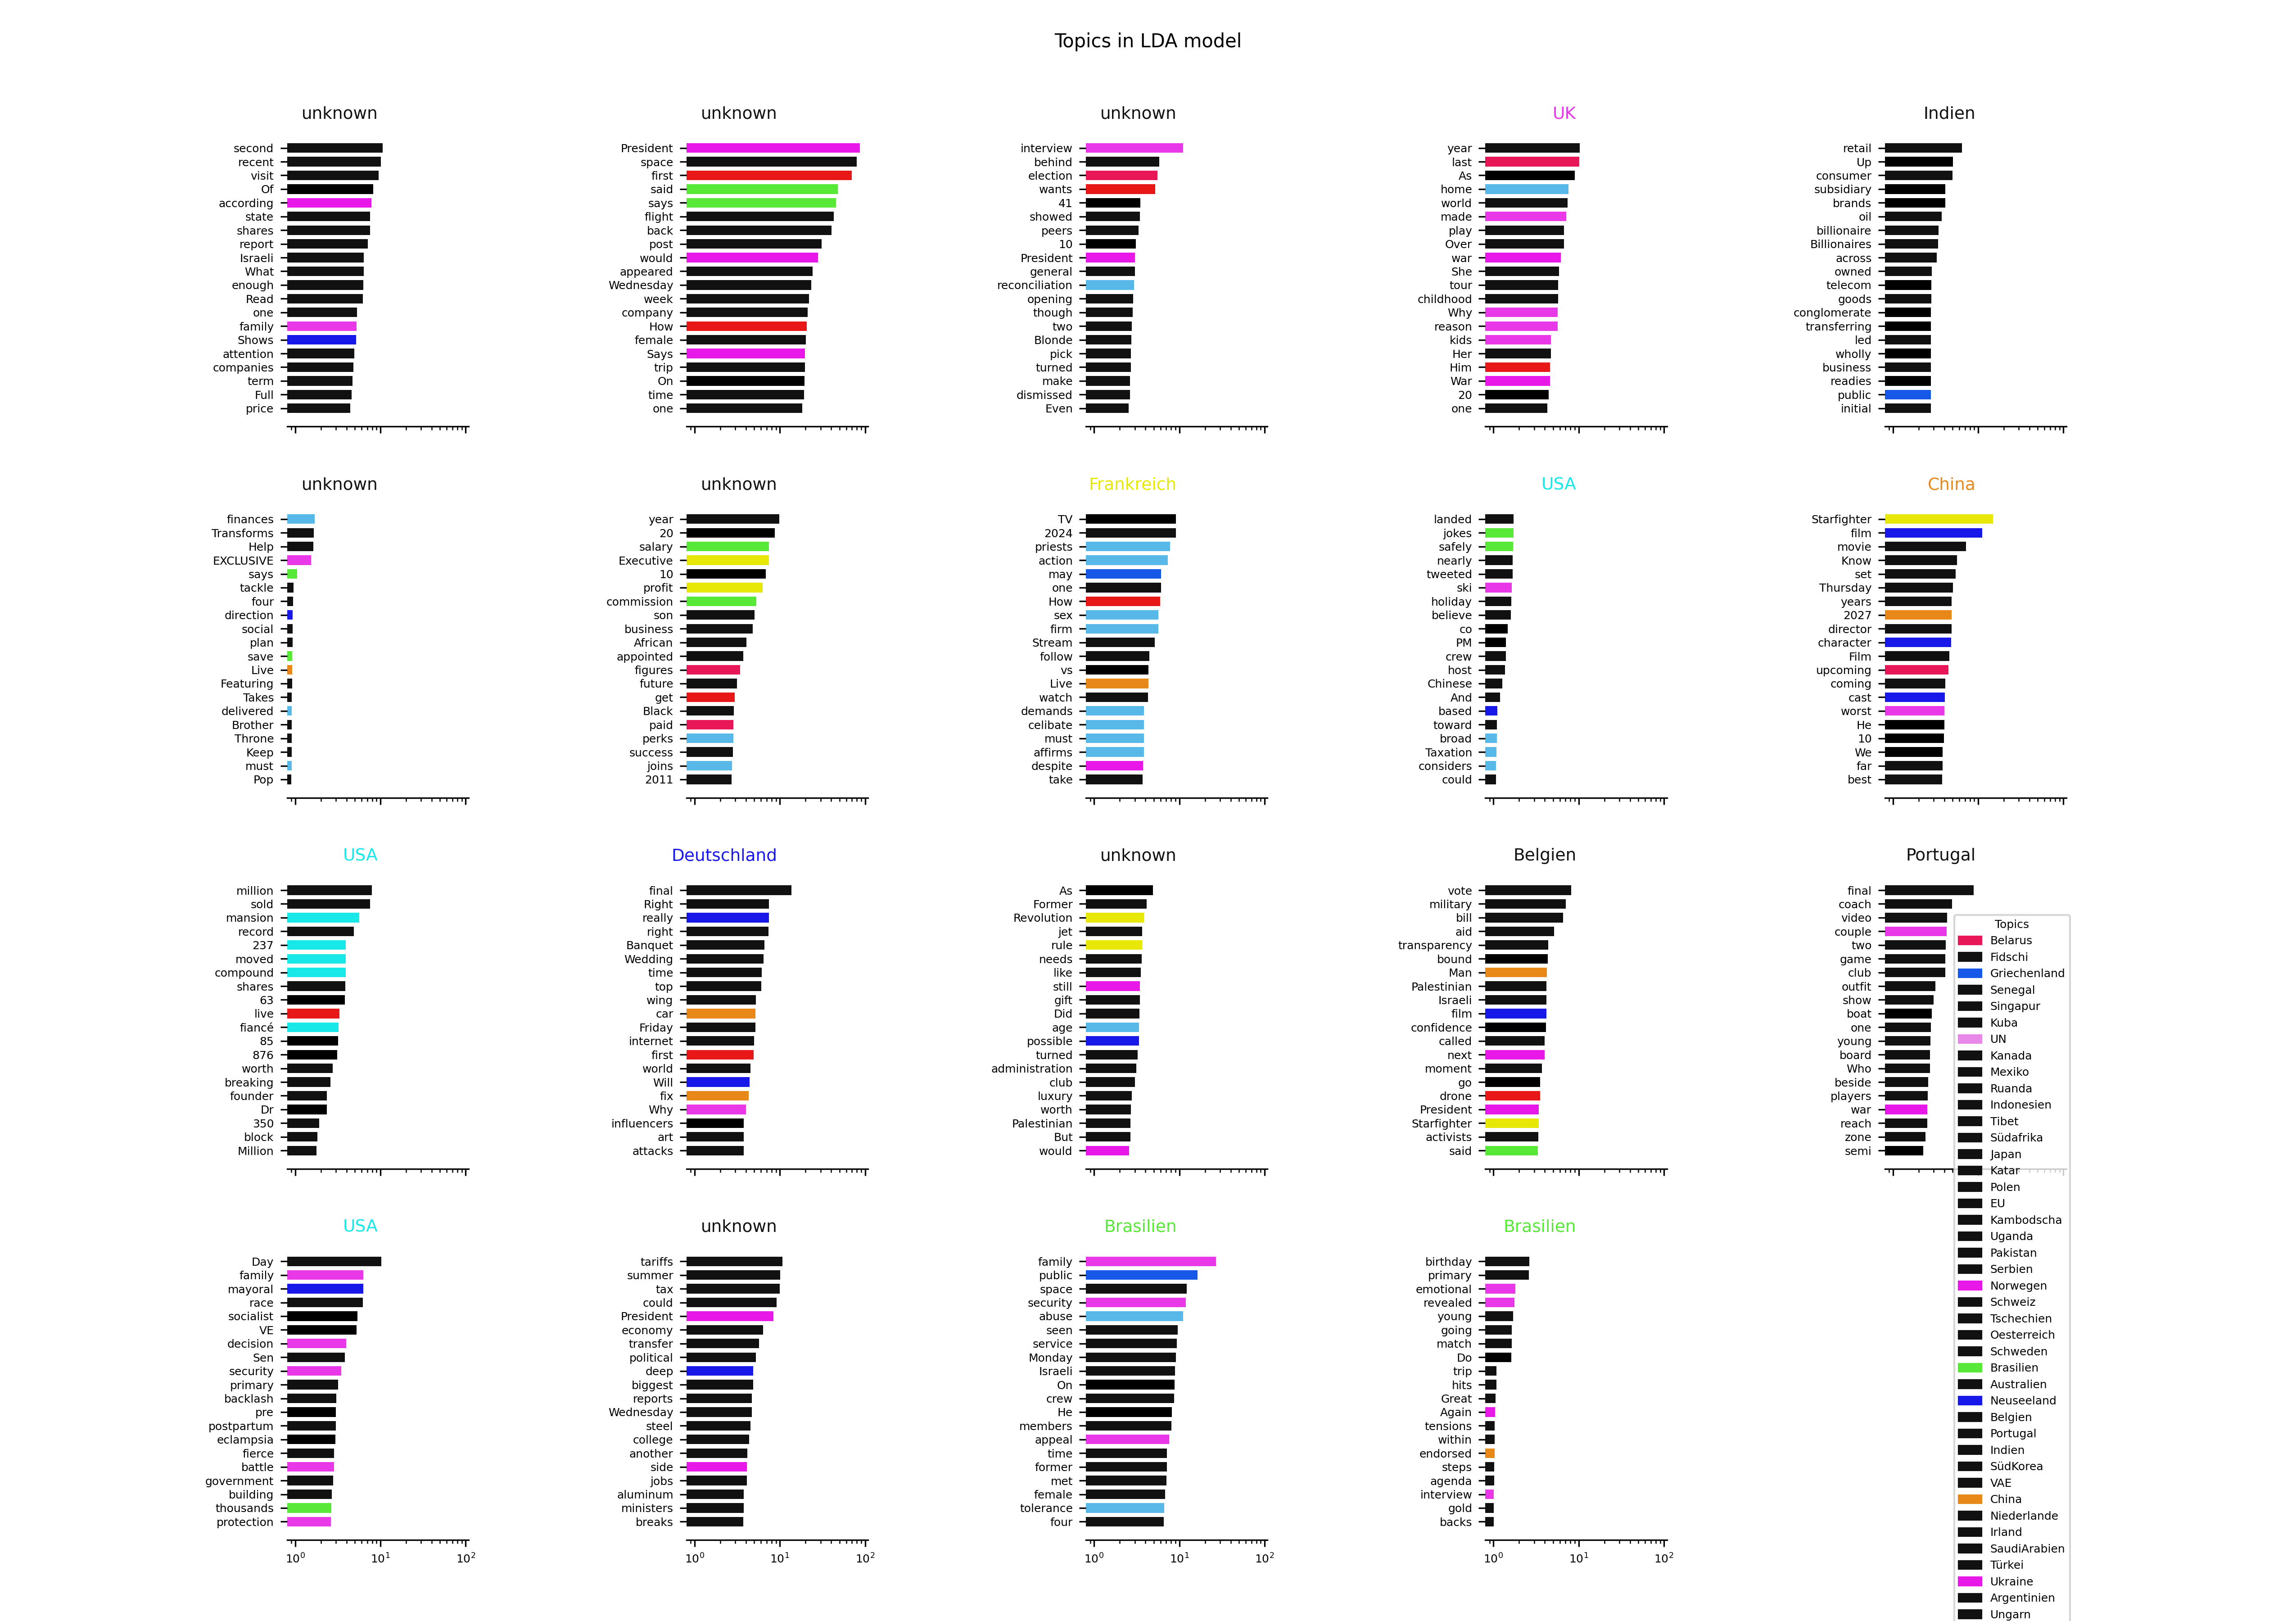 Topics in LDA model
unknown
second
recent
visit
Of
according
state
shares
report
Israeli
What
enough
Read
one
family
Shows
attention
companies
term
Full
price
unknown
President
space
first
said
says
flight
back
post
would
appeared
Wednesday
week
company
How
female
Says
trip
On
time
one
unknown
interview
behind
election
wants
41
showed
peers
10
President
general
reconciliation
opening
though
two
Blonde
pick
turned
make
dismissed
Even
UK
year
last
As
home
world
made
play
Over
war
She
tour
childhood
Why
reason
kids
Her
Him
War
20
one
Indien
retail
Up
consumer
subsidiary
brands
oil
billionaire
Billionaires
across
owned
telecom
goods
conglomerate
transferring
led
wholly
business
readies
public
initial
unknown
finances
Transforms
Help
EXCLUSIVE
says
tackle
four
direction
social
plan
save
Live
Featuring
Takes
delivered
Brother
Throne
Keep
must
Pop
unknown
year
20
salary
Executive
10
profit
commission
son
business
African
appointed
figures
future
get
Black
paid
perks
success
joins
2011
Frankreich
TV
2024
priests
action
may
one
How
sex
firm
Stream
follow
vs
Live
watch
demands
celibate
must
affirms
despite
take
USA
landed
jokes
safely
nearly
tweeted
ski
holiday
believe
co
PM
crew
host
Chinese
And
based
toward
broad
Taxation
considers
could
China
Starfighter
film
movie
Know
set
Thursday
years
2027
director
character
Film
upcoming
coming
cast
worst
He
10
We
far
best
USA
million
sold
mansion
record
237
moved
compound
shares
63
live
fiancé
85
876
worth
breaking
founder
Dr
350
block
Million
Deutschland
final
Right
really
right
Banquet
Wedding
time
top
wing
car
Friday
internet
first
world
Will
fix
Why
influencers
art
attacks
unknown
As
Former
Revolution
jet
rule
needs
like
still
gift
Did
age
possible
turned
administration
club
luxury
worth
Palestinian
But
would
Belgien
vote
military
bill
aid
transparency
bound
Man
Palestinian
Israeli
film
confidence
called
next
moment
go
drone
President
Starfighter
activists
said
Portugal
final
coach
video
couple
two
game
club
outfit
show
boat
one
young
board
Who
beside
players
war
reach
zone
semi
USA
Day
family
mayoral
race
socialist
VE
decision
Sen
security
primary
backlash
pre
postpartum
eclampsia
fierce
battle
government
building
thousands
protection
10⁰ 10¹ 10²
unknown
tariffs
summer
tax
could
President
economy
transfer
political
deep
biggest
reports
Wednesday
steel
college
another
side
jobs
aluminum
ministers
breaks
10⁰ 10¹ 10²
Brasilien
family
public
space
security
abuse
seen
service
Monday
Israeli
On
crew
He
members
appeal
time
former
met
female
tolerance
four
10⁰ 10¹ 10²
Brasilien
birthday
primary
emotional
revealed
young
going
match
Do
trip
hits
Great
Again
tensions
within
endorsed
steps
agenda
interview
gold
backs
10⁰ 10¹ 10²
Topics
Belarus
Fidschi
Griechenland
Senegal
Singapur
Kuba
UN
Kanada
Mexiko
Ruanda
Indonesien
Tibet
Südafrika
Japan
Katar
Polen
EU
Kambodscha
Uganda
Pakistan
Serbien
Norwegen
Schweiz
Tschechien
Oesterreich
Schweden
Brasilien
Australien
Neuseeland
Belgien
Portugal
Indien
SüdKorea
VAE
China
Niederlande
Irland
SaudiArabien
Türkei
Ukraine
Argentinien
Ungarn